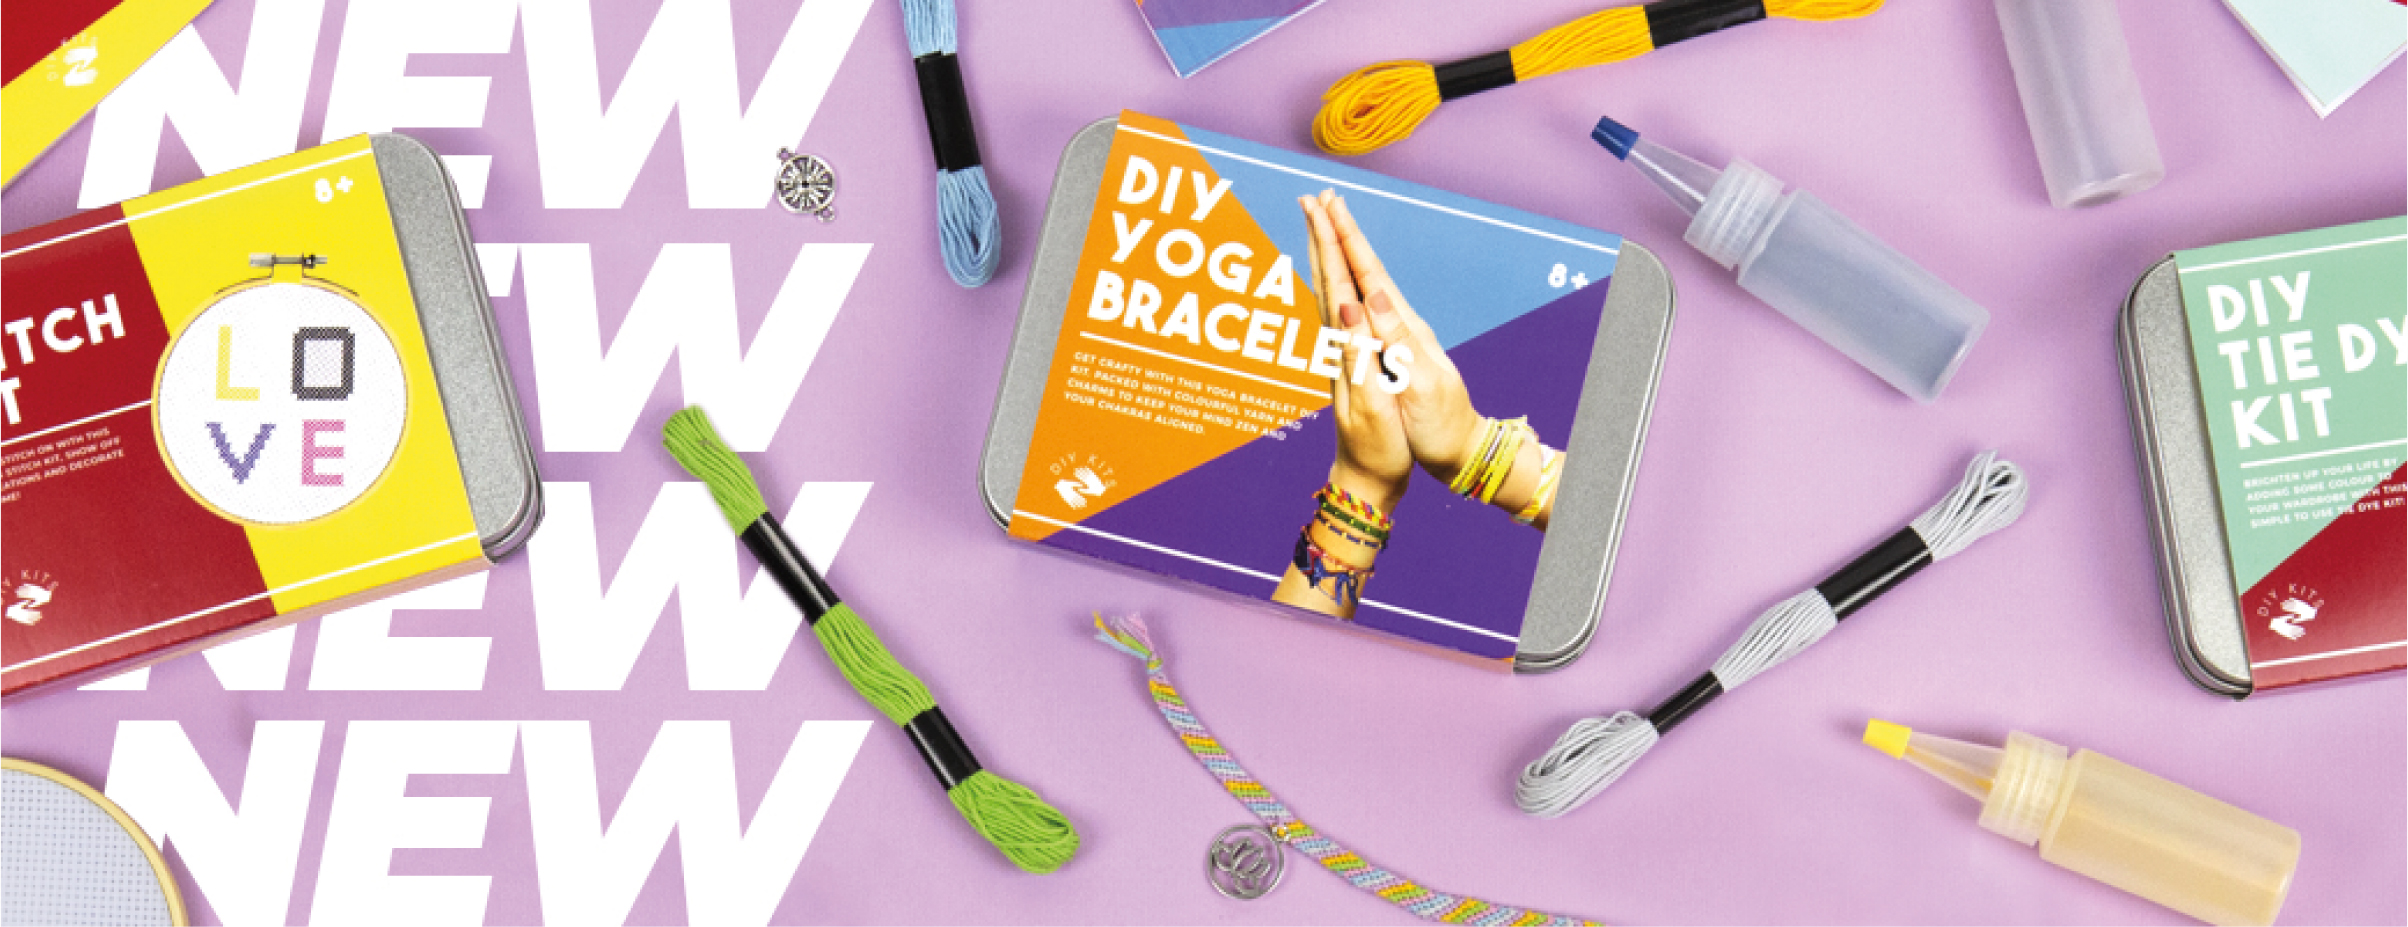 NEW
NEW
NEW
NEW
DIY KITS
8+
ITCH
T
STITCH ON WITH THIS
STITCH KIT, SHOW OFF
ATIONS AND DECORATE
ME!
L O
V E
DIY KITS
DIY
YOGA
BRACELETS
8+
GET CRAFTY WITH THIS YOGA BRACELET DIY
KIT. PACKED WITH COLOURFUL YARN AND
CHARMS TO KEEP YOUR MIND ZEN AND
YOUR CHAKRAS ALIGNED.
DIY KITS
DIY
TIE DY
KIT
BRIGHTEN UP YOUR LIFE BY
ADDING SOME COLOUR TO
YOUR WARDROBE WITH THIS
SIMPLE TO USE TIE DYE KIT!
DIY KITS